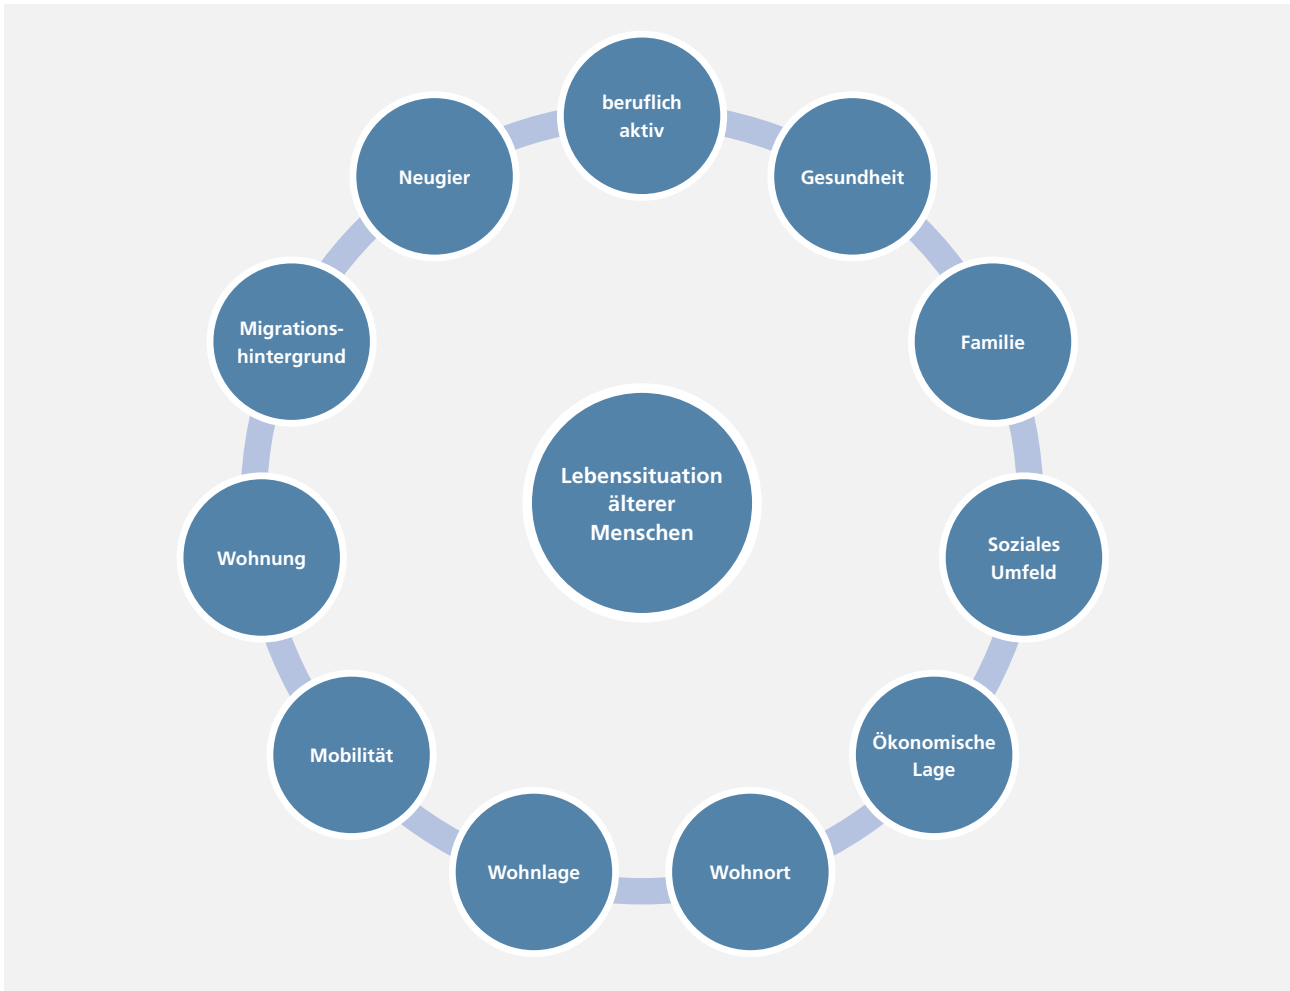 beruflich
aktiv
Gesundheit
Familie
Soziales
Umfeld
Ökonomische
Lage
Wohnort
Wohnlage
Mobilität
Wohnung
Migrations-
hintergrund
Neugier
Lebenssituation
älterer
Menschen